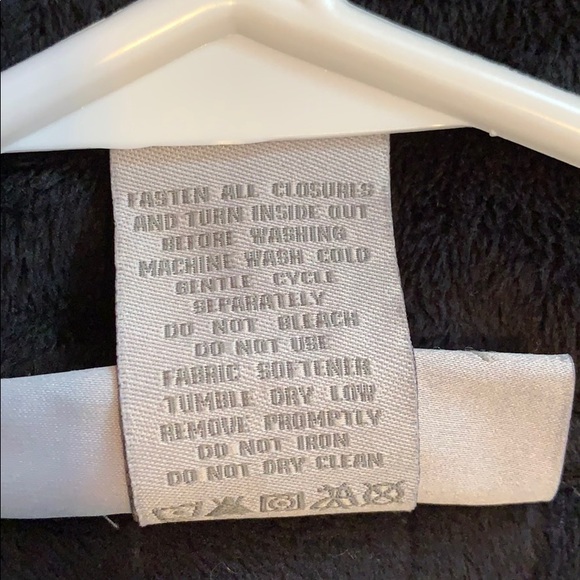 FASTEN ALL CLOSURES
AND TURN INSIDE OUT
BEFORE WASHING
MACHINE WASH COLD
GENTLE CYCLE
SEPARATLLY
DO NOT BLEACH
DO NOT USE
FABRIC SOFTENER
TUMBLE DRY LOW
REMOVE PROMPTLY
DO NOT IRON
DO NOT DRY CLEAN